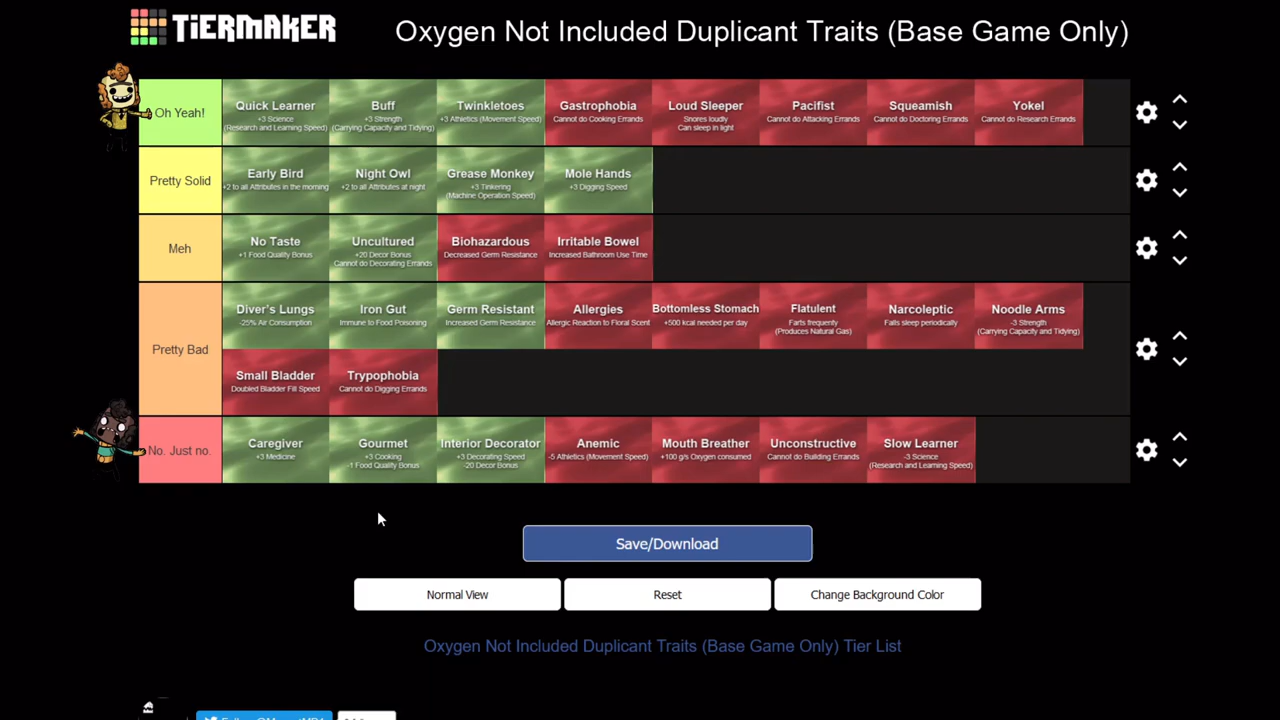 TIERMAKER
Oxygen Not Included Duplicant Traits (Base Game Only)
Oh Yeah!
Quick Learner
+3 Science
(Research and Learning Speed)
Buff
+3 Strength
(Carrying Capacity and Tidying)
Twinkletoes
+3 Athletics (Movement Speed)
Gastrophobia
Cannot do Cooking Errands
Loud Sleeper
Snores loudly
Can sleep in light
Pacifist
Cannot do Attacking Errands
Squeamish
Cannot do Doctoring Errands
Yokel
Cannot do Research Errands
Pretty Solid
Early Bird
+2 to all Attributes in the morning
Night Owl
+2 to all Attributes at night
Grease Monkey
+3 Tinkering
(Machine Operation Speed)
Mole Hands
+3 Digging Speed
Meh
No Taste
+1 Food Quality Bonus
Uncultured
+20 Decor Bonus
Cannot do Decorating Errands
Biohazardous
Decreased Germ Resistance
Irritable Bowel
Increased Bathroom Use Time
Pretty Bad
Diver's Lungs
-25% Air Consumption
Iron Gut
Immune to Food Poisoning
Germ Resistant
Increased Germ Resistance
Allergies
Allergic Reaction to Floral Scent
Bottomless Stomach
+500 kcal needed per day
Flatulent
Farts frequently
(Produces Natural Gas)
Narcoleptic
Falls sleep periodically
Noodle Arms
-3 Strength
(Carrying Capacity and Tidying)
Small Bladder
Doubled Bladder Fill Speed
Trypophobia
Cannot do Digging Errands
No. Just no.
Caregiver
+3 Medicine
Gourmet
+3 Cooking
-1 Food Quality Bonus
Interior Decorator
+3 Decorating Speed
-20 Decor Bonus
Anemic
-5 Athletics (Movement Speed)
Mouth Breather
+100 g/s Oxygen consumed
Unconstructive
Cannot do Building Errands
Slow Learner
-3 Science
(Research and Learning Speed)
Save/Download
Normal View
Reset
Change Background Color
Oxygen Not Included Duplicant Traits (Base Game Only) Tier List